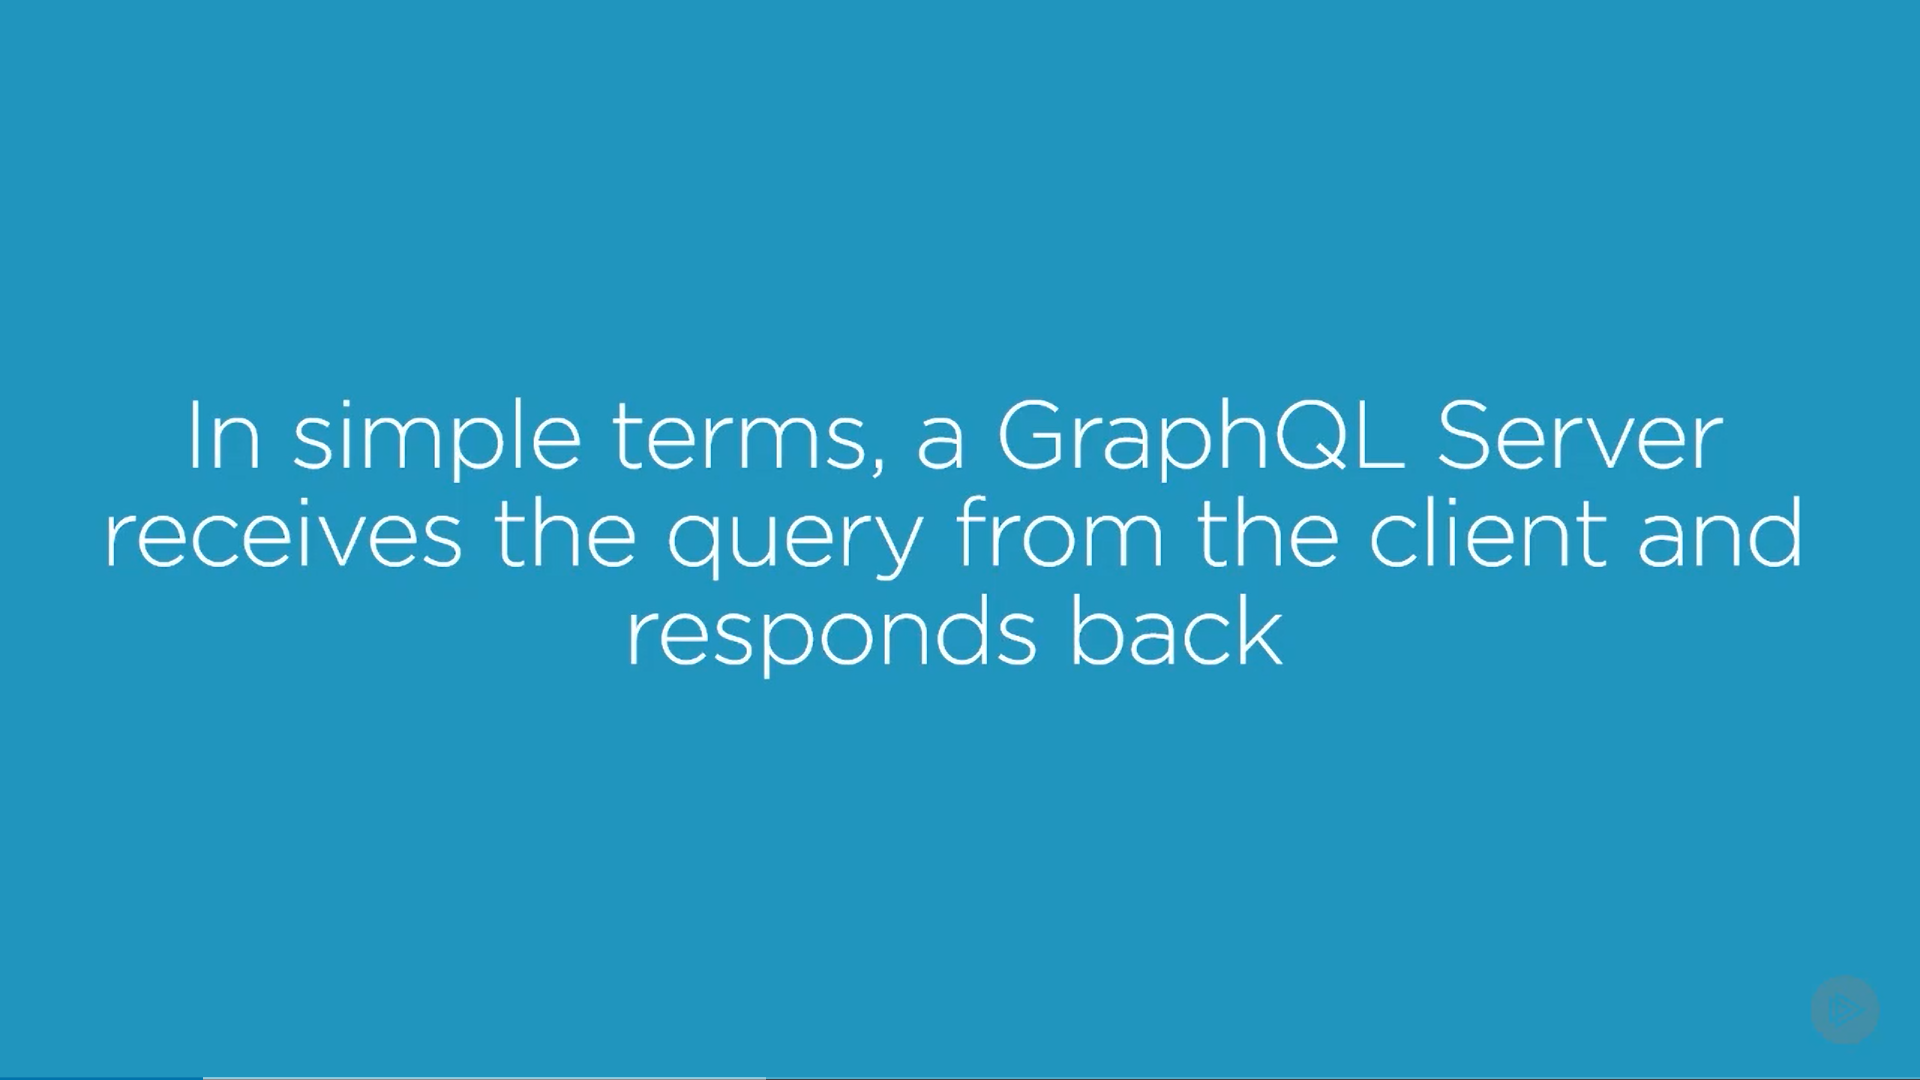 In simple terms, a GraphQL Server
receives the query from the client and
responds back